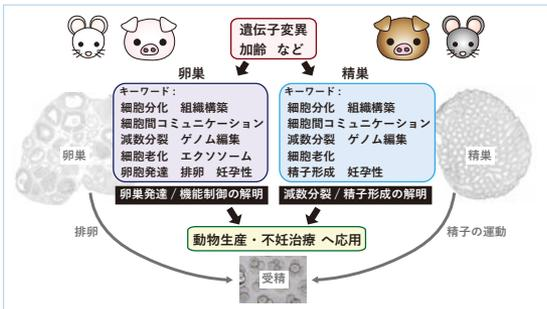 遺伝子変異
加齢 など
卵巣
キーワード：
細胞分化 組織構築
細胞間コミュニケーション
減数分裂 ゲノム編集
細胞老化 エクソソーム
卵胞発達 排卵 妊孕性
卵巣発達 / 機能制御の解明
精巣
キーワード：
細胞分化 組織構築
細胞間コミュニケーション
減数分裂 ゲノム編集
細胞老化
精子形成 妊孕性
減数分裂 / 精子形成の解明
卵巣
精巣
排卵
精子の運動
動物生産・不妊治療 へ応用
受精